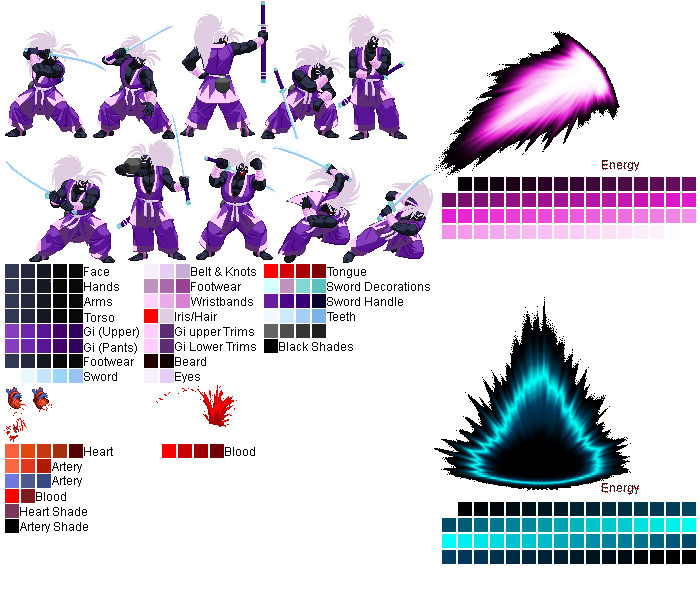 Energy
Face
Hands
Arms
Torso
Gi (Upper)
Gi (Pants)
Footwear
Sword
Belt & Knots
Footwear
Wristbands
Iris/Hair
Gi upper Trims
Gi Lower Trims
Beard
Eyes
Tongue
Sword Decorations
Sword Handle
Teeth
Black Shades
Heart
Artery
Artery
Blood
Heart Shade
Artery Shade
Blood
Energy